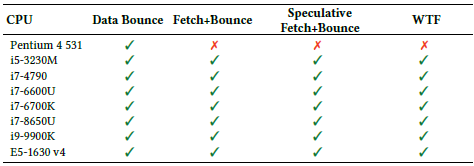 CPU Data Bounce Fetch+Bounce Speculative Fetch+Bounce WTF
Pentium 4 531 ✓ ✗ ✗ ✗
i5-3230M ✓ ✓ ✓ ✓
i7-4790 ✓ ✓ ✓ ✓
i7-6600U ✓ ✓ ✓ ✓
i7-6700K ✓ ✓ ✓ ✓
i7-8650U ✓ ✓ ✓ ✓
i9-9900K ✓ ✓ ✓ ✓
E5-1630 v4 ✓ ✓ ✓ ✓